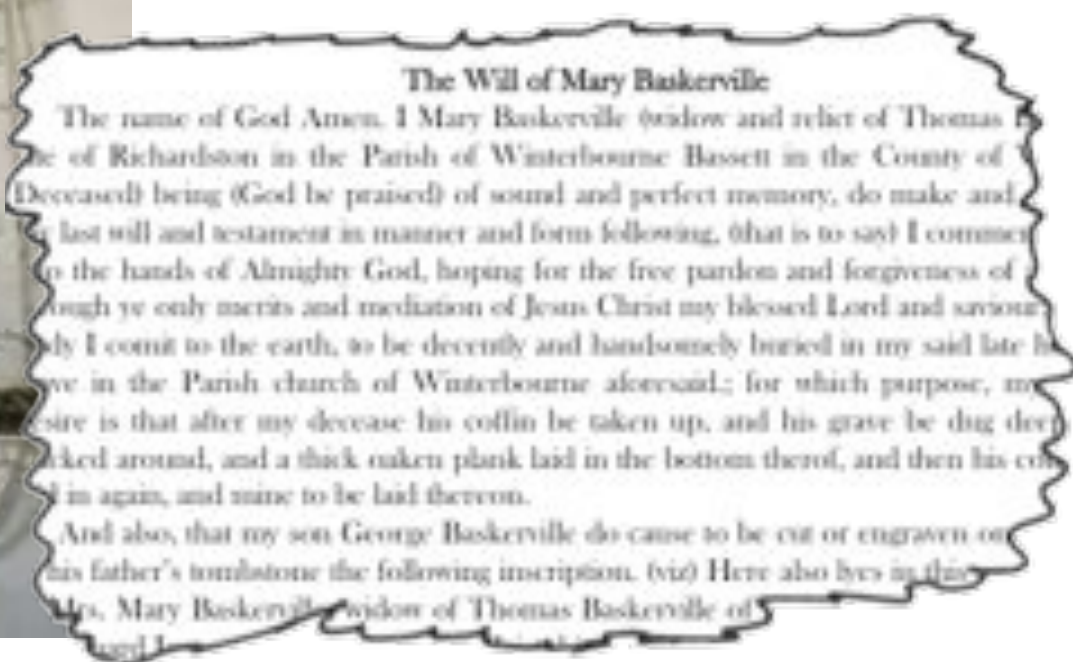 The Will of Mary Baskerville
The name of God Amen. I Mary Baskerville (widow and relict of Thomas
of Richardston in the Parish of Winterbourne Bassett in the County of
Deceased) being (God be praised) of sound and perfect memory, do make and
last will and testament in manner and form following, (that is to say) I commen
the hands of Almighty God, hoping for the free pardon and forgiveness of
ough ye only merits and mediation of Jesus Christ my blessed Lord and saviour
dy I comit to the earth, to be decently and handsomely buried in my said late h
ve in the Parish church of Winterbourne aforesaid.; for which purpose, m
sire is that after my decease his coffin be taken up, and his grave be dug dee
cked around, and a thick oaken plank laid in the bottom therof, and then his co
in again, and mine to be laid thereon.
And also, that my son George Baskerville do cause to be cut or engraven on
his father's tombstone the following inscription. (viz) Here also lyes in this
Mrs. Mary Baskerville widow of Thomas Baskerville of